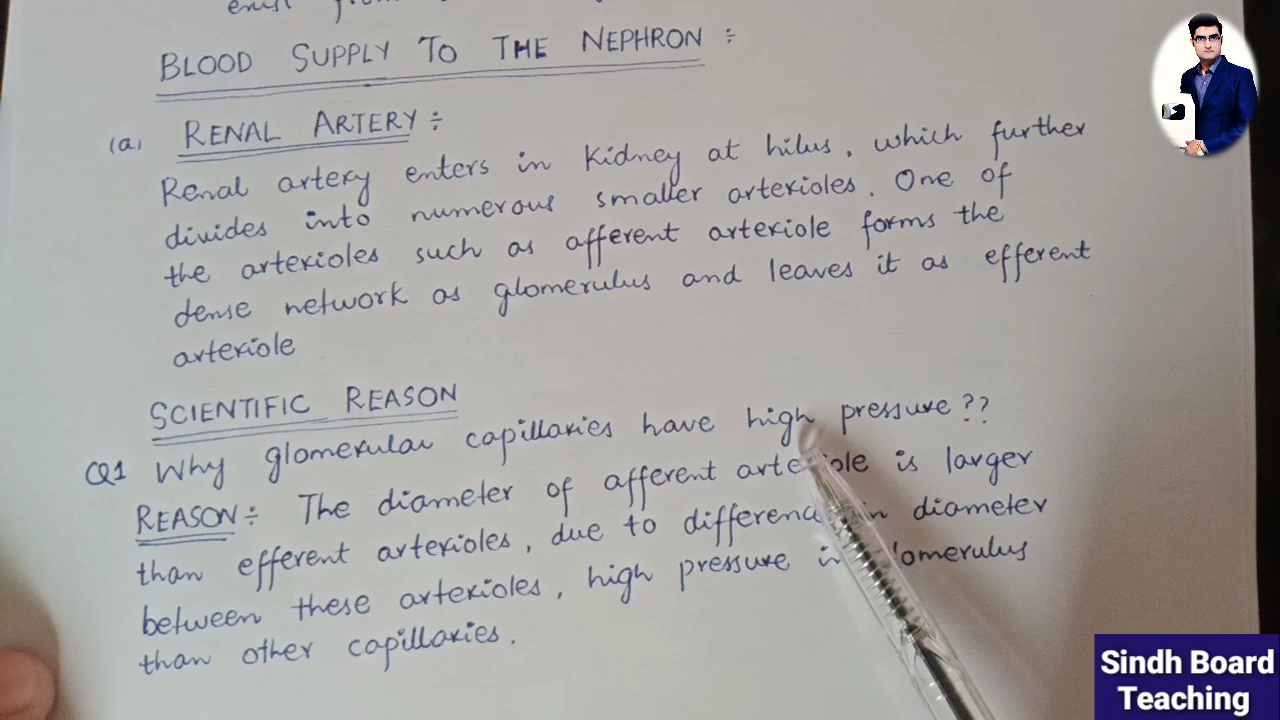 exist from
BLOOD SUPPLY TO THE NEPHRON :-
(a) RENAL ARTERY :-
Renal artery enters in kidney at hilus, which further
divides into numerous smaller arterioles. One of
the arterioles such as afferent arteriole forms the
dense network as glomerulus and leaves it as efferent
arteriole
SCIENTIFIC REASON
Q1 Why glomerular capillaries have high pressure??
REASON:- The diameter of afferent arteriole is larger
than efferent arterioles, due to difference in diameter
between these arterioles, high pressure in glomerulus
than other capillaries.
Sindh Board
Teaching